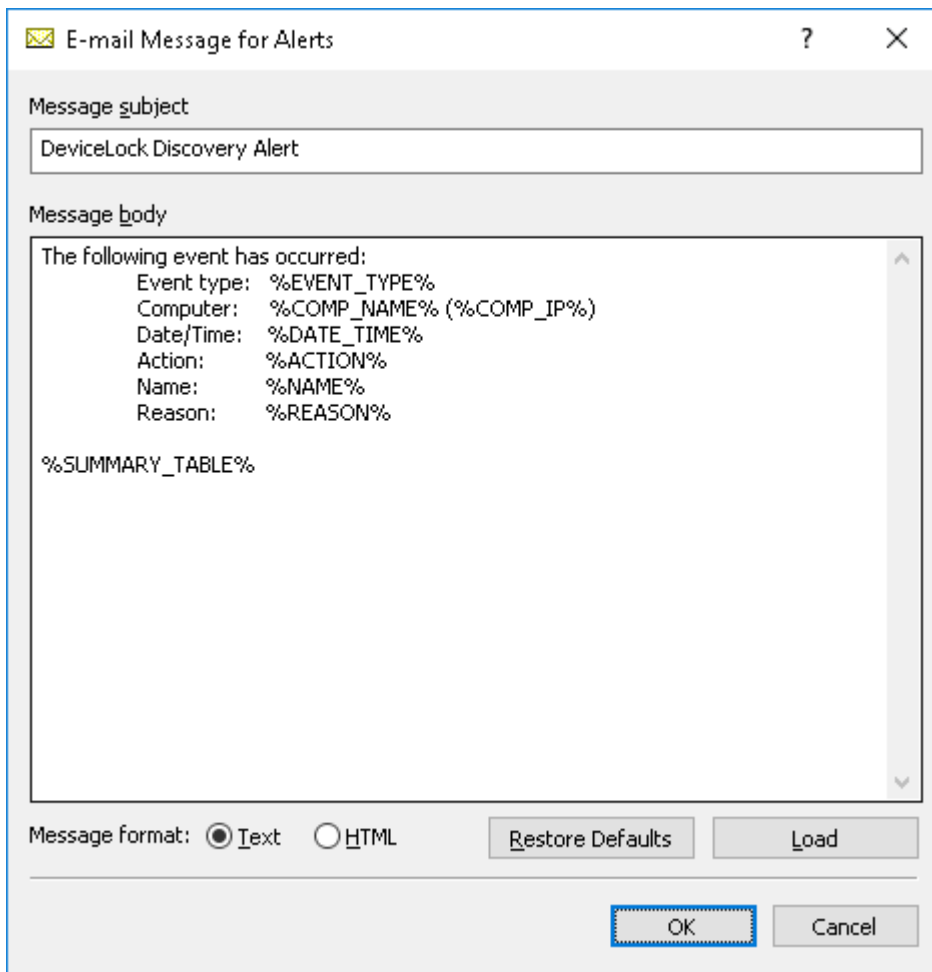 E-mail Message for Alerts
?
Message subject
DeviceLock Discovery Alert
Message body
The following event has occurred:
Event type: %EVENT_TYPE%
Computer: %COMP_NAME% (%COMP_IP%)
Date/Time: %DATE_TIME%
Action: %ACTION%
Name: %NAME%
Reason: %REASON%
%SUMMARY_TABLE%
Message format: Text HTML Restore Defaults Load
OK Cancel